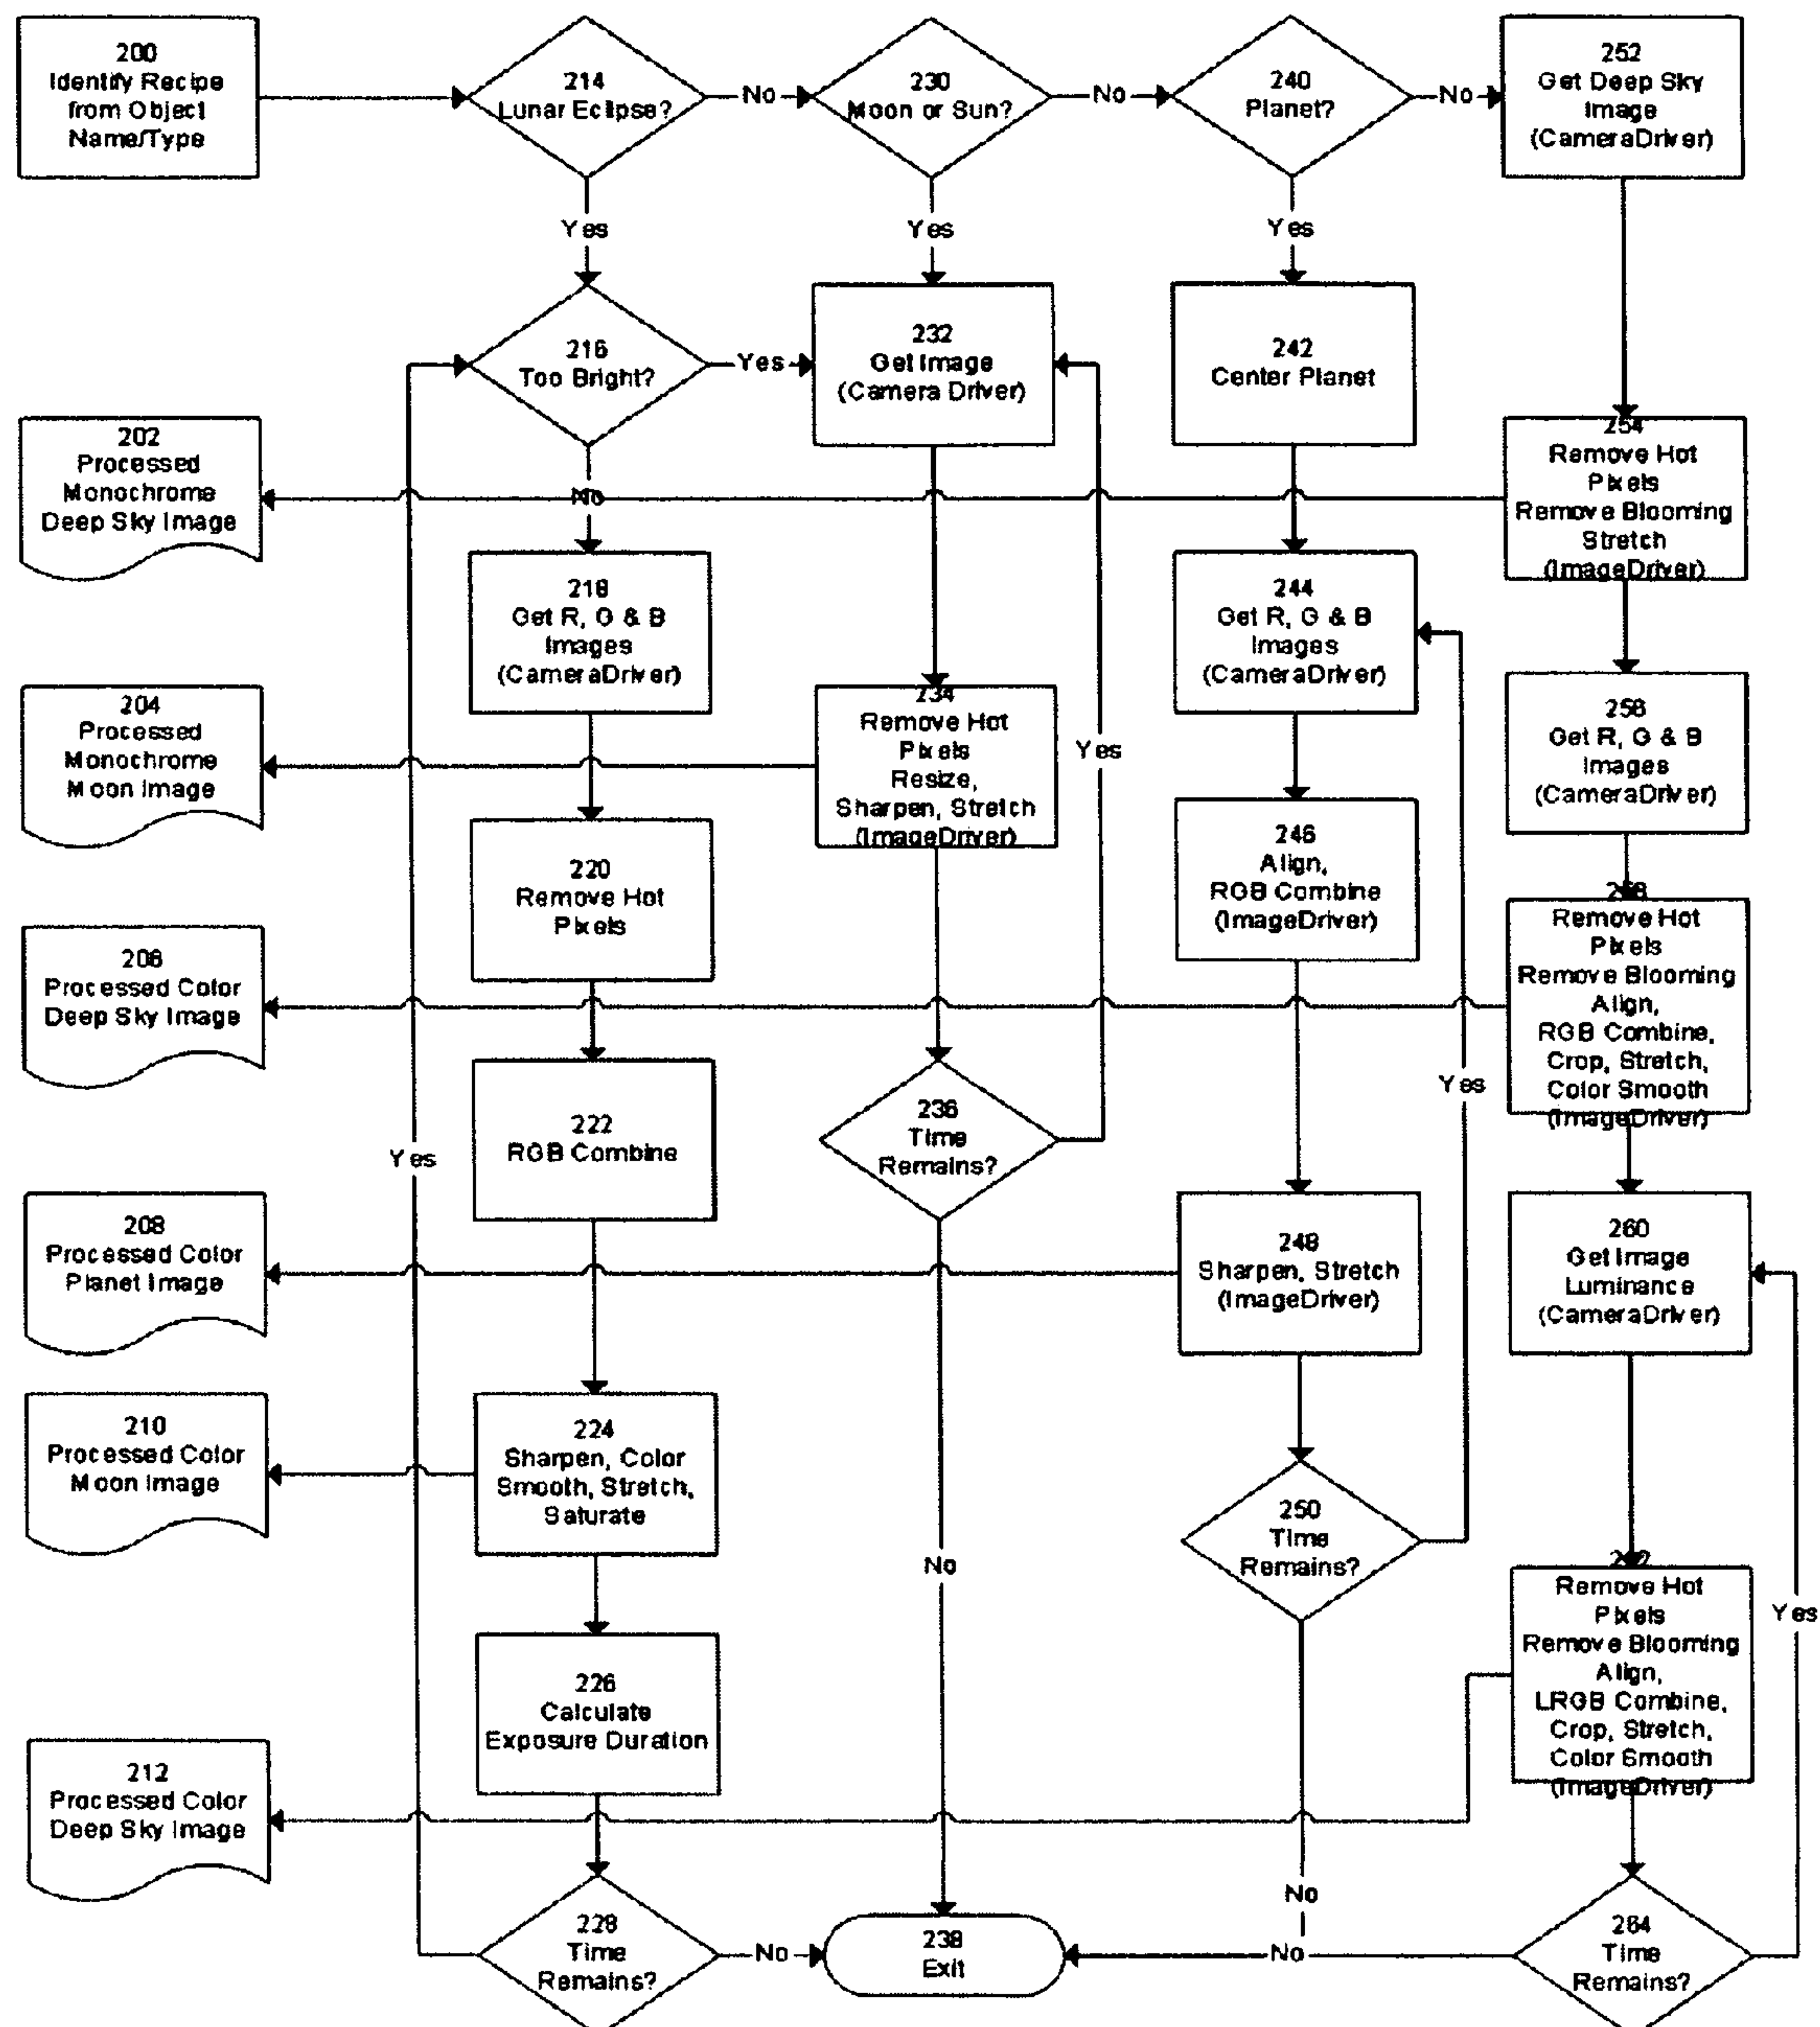 200
Identify Recipe
from Object
Name/Type
214
Lunar Eclipse?
No
230
Moon or Sun?
No
240
Planet?
No
252
Get Deep Sky
Image
(CameraDriver)
Yes
Yes
Yes
216
Too Bright?
Yes
232
Get Image
(Camera Driver)
242
Center Planet
202
Processed
Monochrome
Deep Sky Image
No
254
Remove Hot
Pixels
Remove Blooming
Stretch
(ImageDriver)
218
Get R, G & B
Images
(CameraDriver)
244
Get R, G & B
Images
(CameraDriver)
204
Processed
Monochrome
Moon Image
234
Remove Hot
Pixels
Resize,
Sharpen, Stretch
(ImageDriver)
Yes
256
Get R, G & B
Images
(CameraDriver)
220
Remove Hot
Pixels
246
Align,
RGB Combine
(ImageDriver)
206
Processed Color
Deep Sky Image
258
Remove Hot
Pixels
Remove Blooming
Align,
RGB Combine,
Crop, Stretch,
Color Smooth
(ImageDriver)
Yes
222
RGB Combine
236
Time
Remains?
Yes
208
Processed Color
Planet Image
248
Sharpen, Stretch
(ImageDriver)
260
Get Image
Luminance
(CameraDriver)
210
Processed Color
Moon Image
224
Sharpen, Color
Smooth, Stretch,
Saturate
No
250
Time
Remains?
Remove Hot
Pixels
Remove Blooming
Align,
LRGB Combine,
Crop, Stretch,
Color Smooth
(ImageDriver)
Yes
226
Calculate
Exposure Duration
212
Processed Color
Deep Sky Image
No
228
Time
Remains?
No
238
Exit
No
264
Time
Remains?